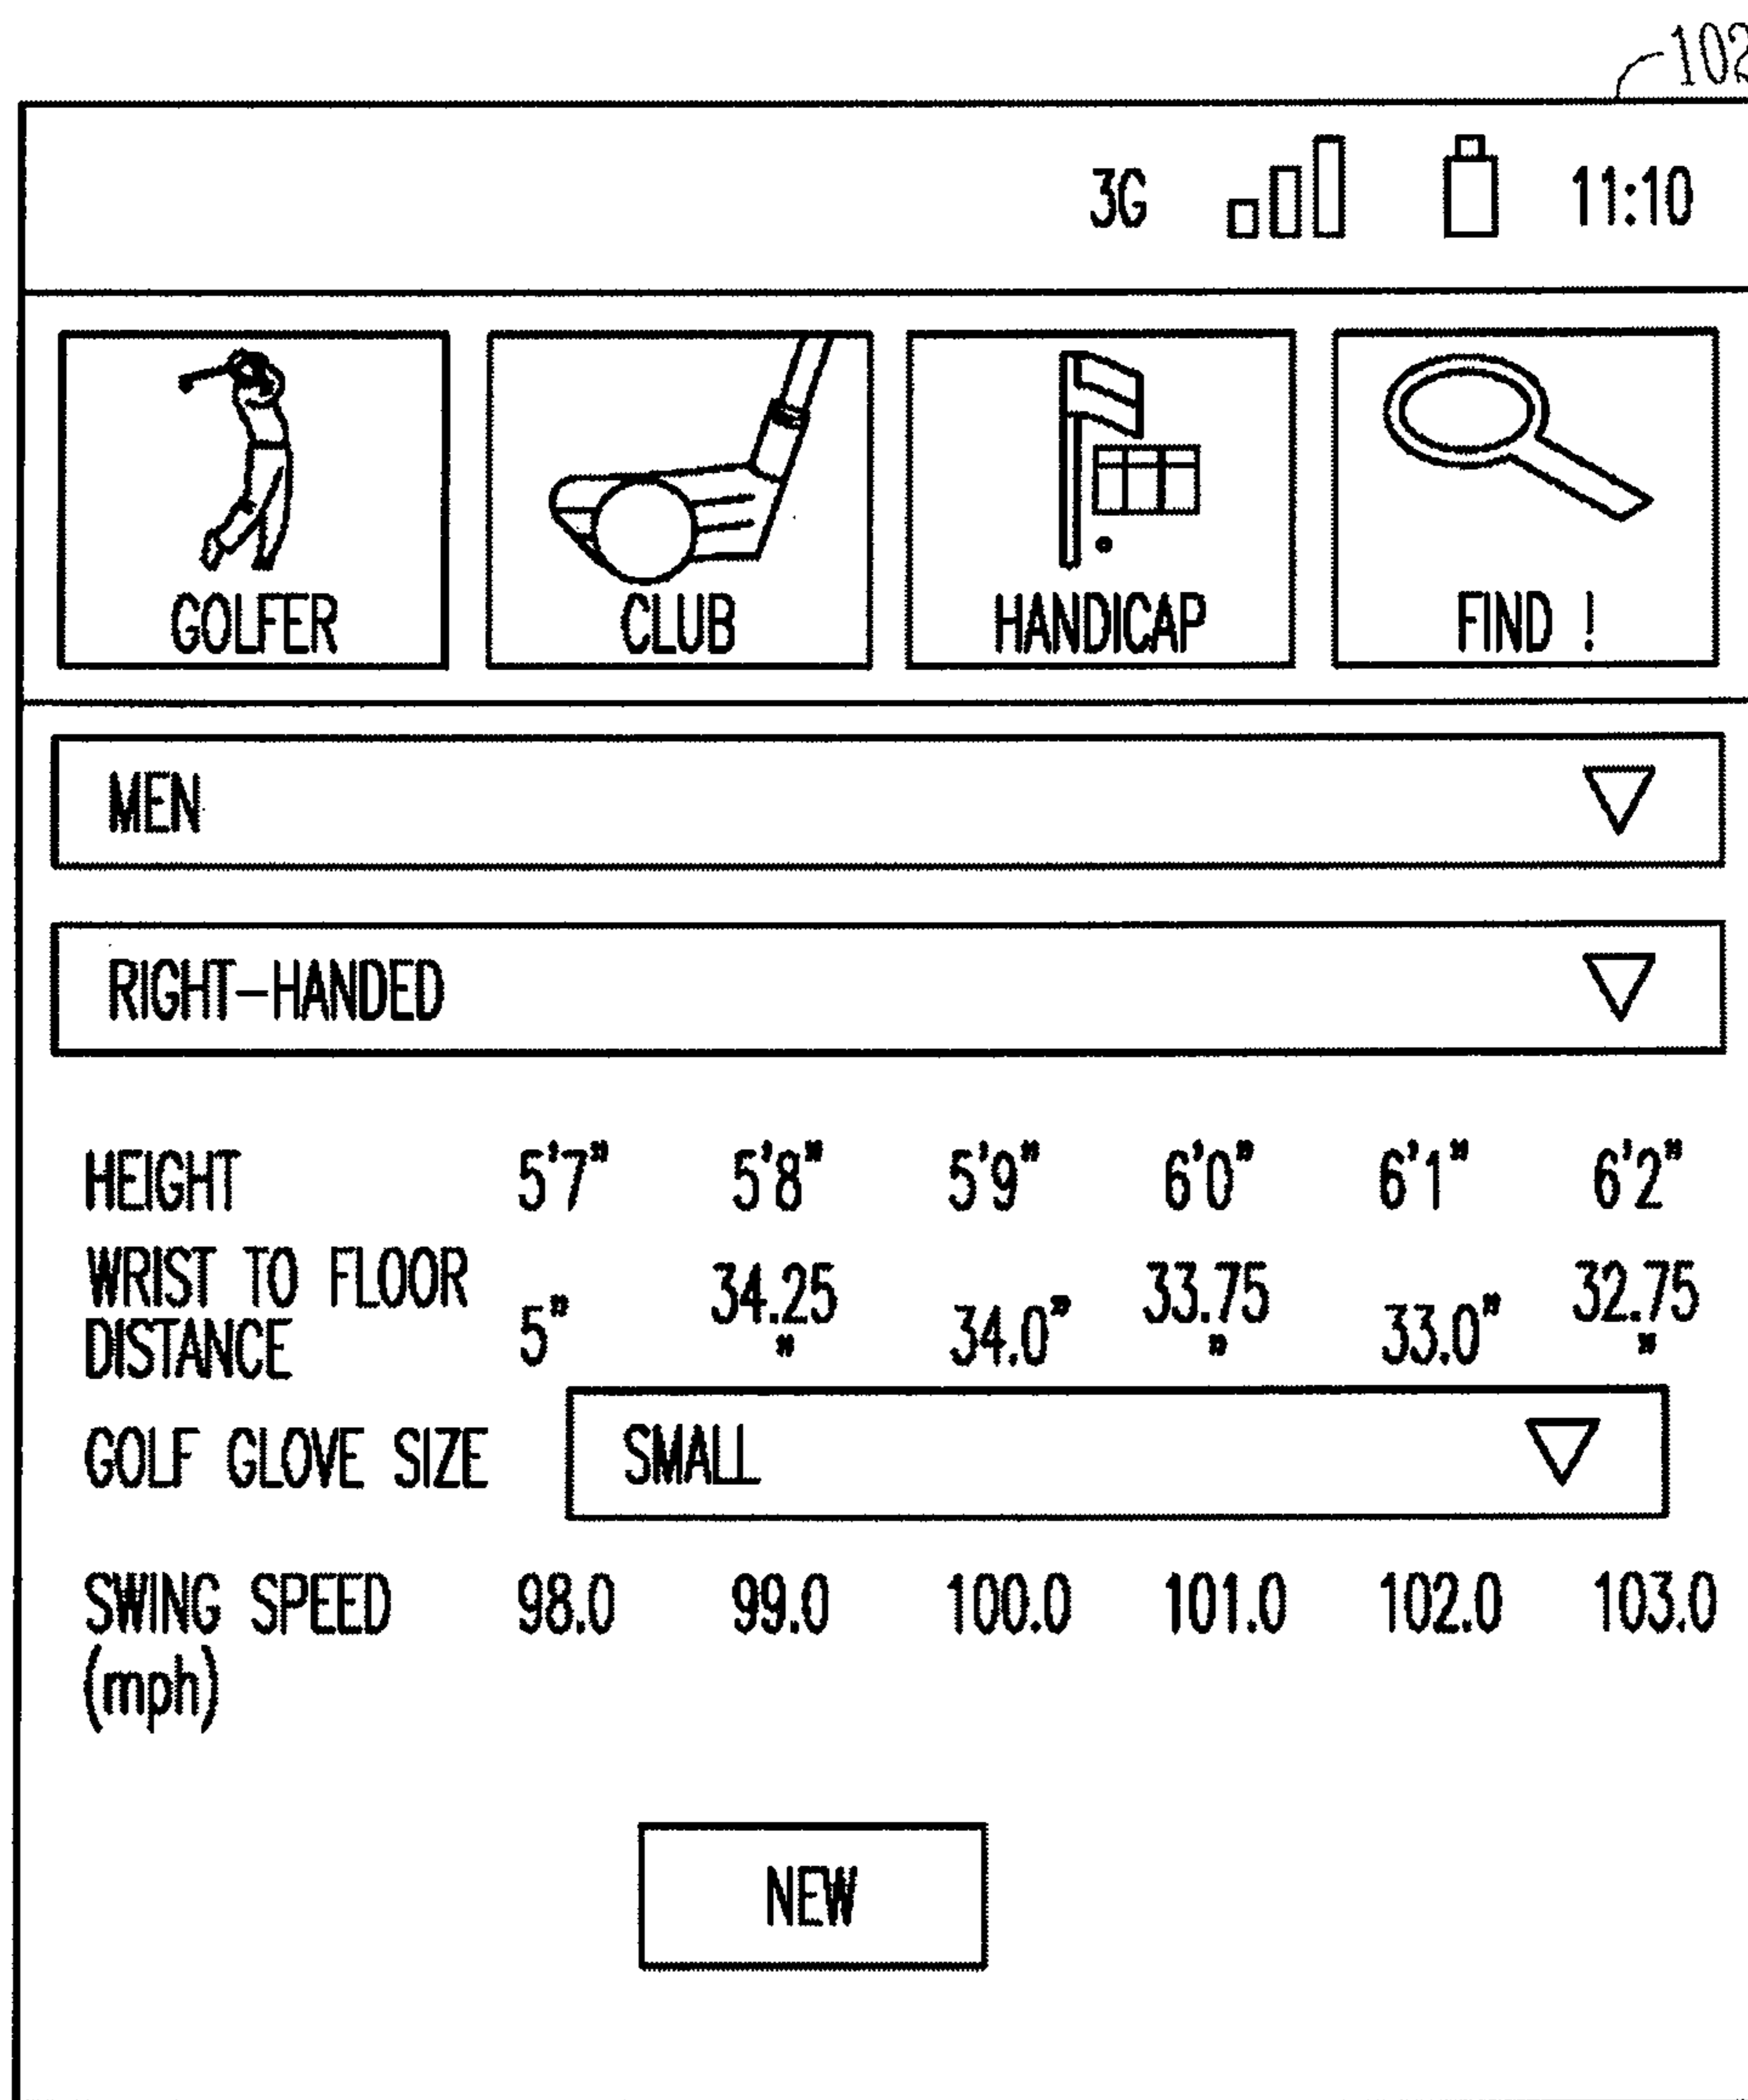 102
3G 11:10
GOLFER CLUB HANDICAP FIND !
MEN
RIGHT-HANDED
HEIGHT 5'7" 5'8" 5'9" 6'0" 6'1" 6'2"
WRIST TO FLOOR DISTANCE 5" 34.25" 34.0" 33.75" 33.0" 32.75"
GOLF GLOVE SIZE SMALL
SWING SPEED 98.0 99.0 100.0 101.0 102.0 103.0
(mph)
NEW